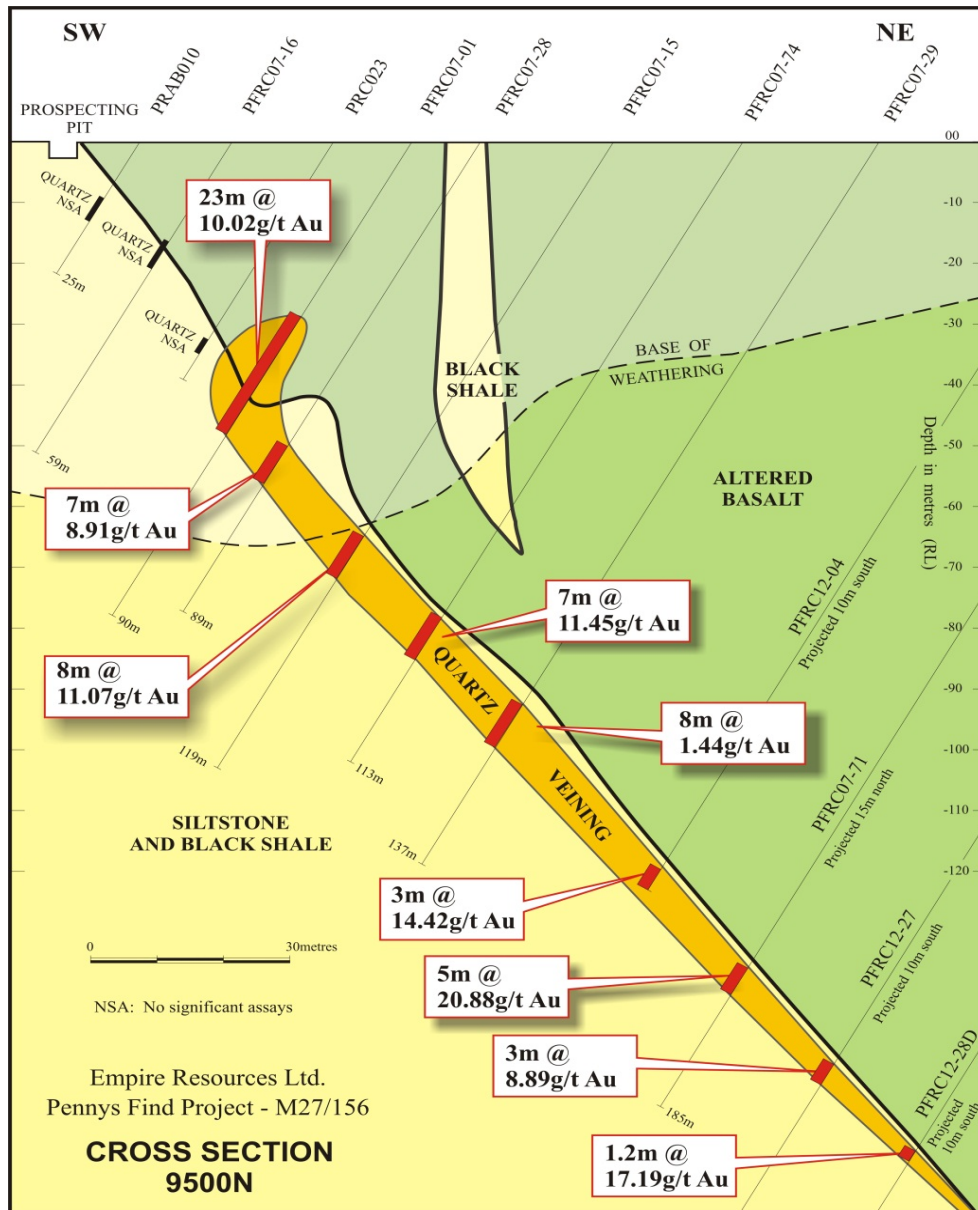 SW
NE
PRAB010
PFRC07-16
PRC023
PFRC07-01
PFRC07-28
PFRC07-15
PFRC07-74
PFRC07-29
PROSPECTING
PIT
00
-10
-20
-30
-40
-50
-60
-70
-80
-90
-100
-110
-120
Depth in metres (RL)
QUARTZ
NSA
QUARTZ
NSA
QUARTZ
NSA
25m
59m
90m
89m
119m
113m
137m
185m
23m @
10.02g/t Au
BASE OF
WEATHERING
BLACK
SHALE
ALTERED
BASALT
7m @
8.91g/t Au
8m @
11.07g/t Au
7m @
11.45g/t Au
8m @
1.44g/t Au
QUARTZ
VEINING
PFRC12-04
Projected 10m south
PFRC07-71
Projected 15m north
PFRC12-27
Projected 10m south
PFRC12-28D
Projected
10m south
SILTSTONE
AND BLACK SHALE
3m @
14.42g/t Au
5m @
20.88g/t Au
3m @
8.89g/t Au
1.2m @
17.19g/t Au
0
30metres
NSA: No significant assays
Empire Resources Ltd.
Pennys Find Project - M27/156
CROSS SECTION
9500N